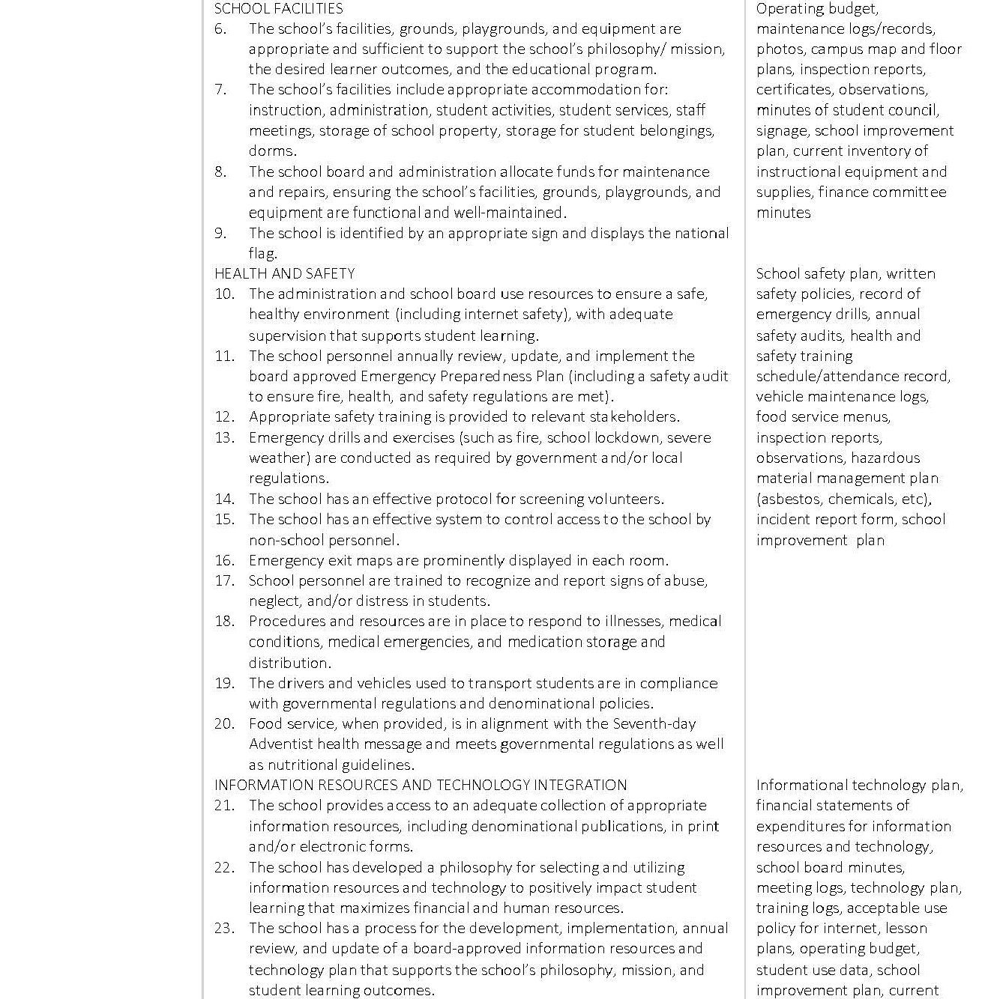 SCHOOL FACILITIES
6. The school's facilities, grounds, playgrounds, and equipment are
appropriate and sufficient to support the school's philosophy/ mission,
the desired learner outcomes, and the educational program.
7. The school's facilities include appropriate accommodation for:
instruction, administration, student activities, student services, staff
meetings, storage of school property, storage for student belongings,
dorms.
8. The school board and administration allocate funds for maintenance
and repairs, ensuring the school's facilities, grounds, playgrounds, and
equipment are functional and well-maintained.
9. The school is identified by an appropriate sign and displays the national
flag.
Operating budget,
maintenance logs/records,
photos, campus map and floor
plans, inspection reports,
certificates, observations,
minutes of student council,
signage, school improvement
plan, current inventory of
instructional equipment and
supplies, finance committee
minutes
HEALTH AND SAFETY
10. The administration and school board use resources to ensure a safe,
healthy environment (including internet safety), with adequate
supervision that supports student learning.
11. The school personnel annually review, update, and implement the
board approved Emergency Preparedness Plan (including a safety audit
to ensure fire, health, and safety regulations are met).
12. Appropriate safety training is provided to relevant stakeholders.
13. Emergency drills and exercises (such as fire, school lockdown, severe
weather) are conducted as required by government and/or local
regulations.
14. The school has an effective protocol for screening volunteers.
15. The school has an effective system to control access to the school by
non-school personnel.
16. Emergency exit maps are prominently displayed in each room.
17. School personnel are trained to recognize and report signs of abuse,
neglect, and/or distress in students.
18. Procedures and resources are in place to respond to illnesses, medical
conditions, medical emergencies, and medication storage and
distribution.
19. The drivers and vehicles used to transport students are in compliance
with governmental regulations and denominational policies.
20. Food service, when provided, is in alignment with the Seventh-day
Adventist health message and meets governmental regulations as well
as nutritional guidelines.
School safety plan, written
safety policies, record of
emergency drills, annual
safety audits, health and
safety training
schedule/attendance record,
vehicle maintenance logs,
food service menus,
inspection reports,
observations, hazardous
material management plan
(asbestos, chemicals, etc),
incident report form, school
improvement plan
INFORMATION RESOURCES AND TECHNOLOGY INTEGRATION
21. The school provides access to an adequate collection of appropriate
information resources, including denominational publications, in print
and/or electronic forms.
22. The school has developed a philosophy for selecting and utilizing
information resources and technology to positively impact student
learning that maximizes financial and human resources.
23. The school has a process for the development, implementation, annual
review, and update of a board-approved information resources and
technology plan that supports the school's philosophy, mission, and
student learning outcomes.
Informational technology plan,
financial statements of
expenditures for information
resources and technology,
school board minutes,
meeting logs, technology plan,
training logs, acceptable use
policy for internet, lesson
plans, operating budget,
student use data, school
improvement plan, current